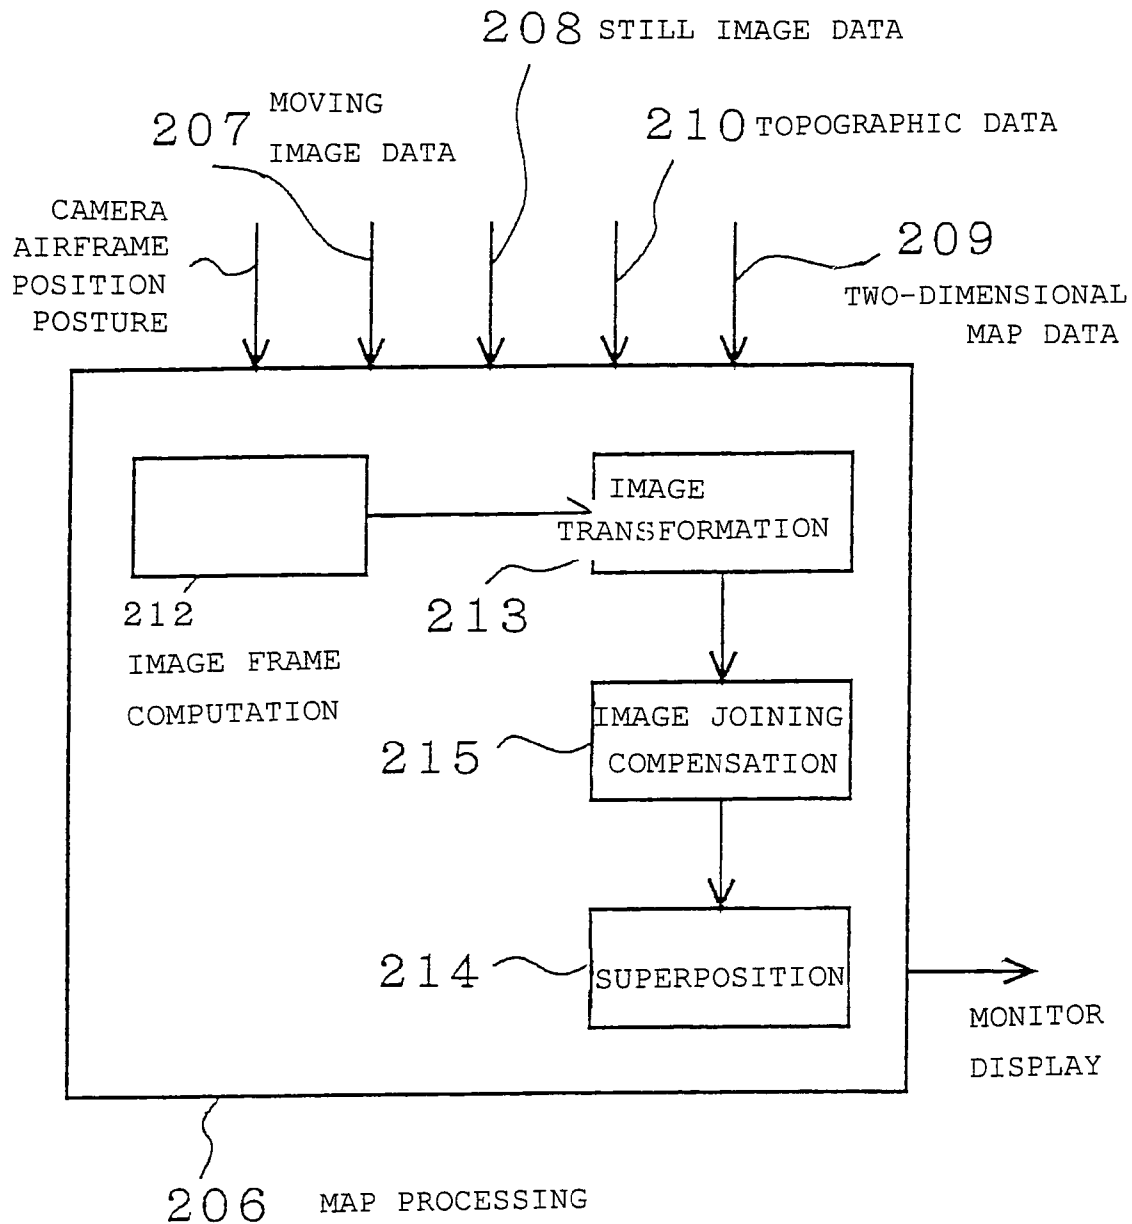 208 STILL IMAGE DATA
207 MOVING
IMAGE DATA
210 TOPOGRAPHIC DATA
CAMERA
AIRFRAME
POSITION
POSTURE
209
TWO-DIMENSIONAL
MAP DATA
IMAGE
TRANSFORMATION
213
212
IMAGE FRAME
COMPUTATION
IMAGE JOINING
COMPENSATION
215
214
SUPERPOSITION
MONITOR
DISPLAY
206 MAP PROCESSING